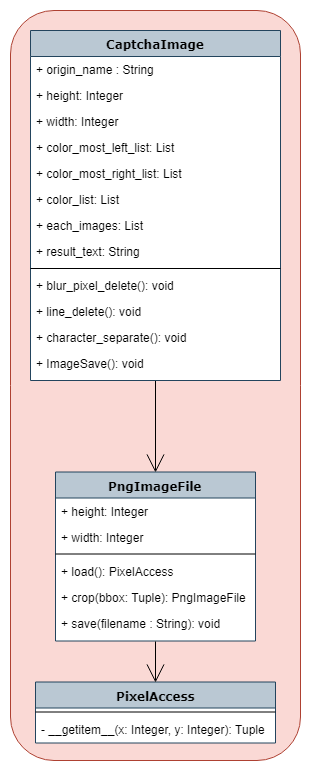 CaptchaImage
+ origin_name : String
+ height: Integer
+ width: Integer
+ color_most_left_list: List
+ color_most_right_list: List
+ color_list: List
+ each_images: List
+ result_text: String
+ blur_pixel_delete(): void
+ line_delete(): void
+ character_separate(): void
+ ImageSave(): void
PngImageFile
+ height: Integer
+ width: Integer
+ load(): PixelAccess
+ crop(bbox: Tuple): PngImageFile
+ save(filename : String): void
PixelAccess
- __getitem__(x: Integer, y: Integer): Tuple